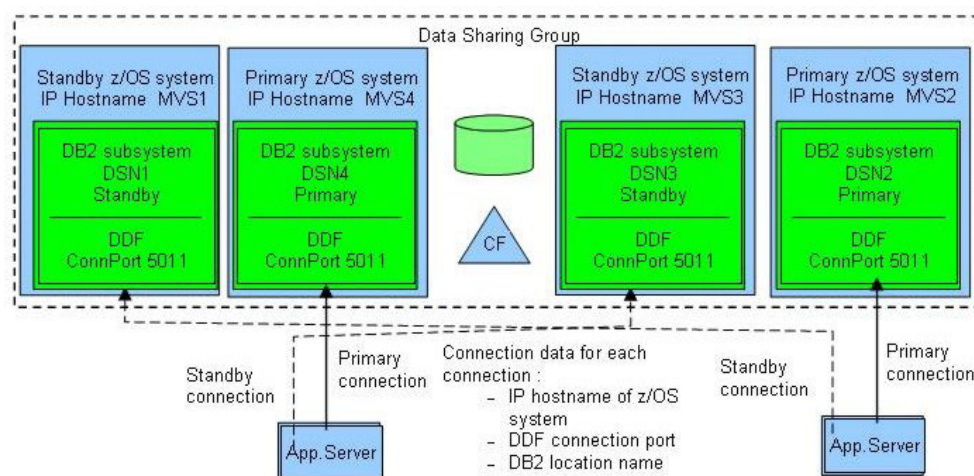 Data Sharing Group
Standby z/OS system
IP Hostname MVS1
DB2 subsystem
DSN1
Standby
DDF
ConnPort 5011
Primary z/OS system
IP Hostname MVS4
DB2 subsystem
DSN4
Primary
DDF
ConnPort 5011
CF
Standby z/OS system
IP Hostname MVS3
DB2 subsystem
DSN3
Standby
DDF
ConnPort 5011
Primary z/OS system
IP Hostname MVS2
DB2 subsystem
DSN2
Primary
DDF
ConnPort 5011
Standby
connection
Primary
connection
Connection data for each
connection :
- IP hostname of z/OS
system
- DDF connection port
- DB2 location name
Standby
connection
Primary
connection
App.Server
App.Server